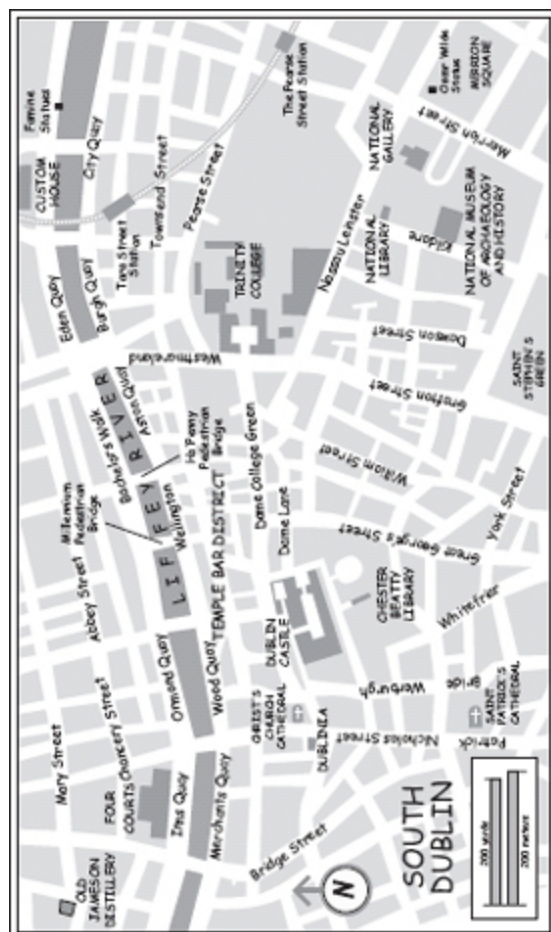 OLD
JAMESON
DISTILLERY
Mary Street
FOUR
COURTS
Chancery Street
Abbey Street
Inns Quay
Merchants Quay
Ormond Quay
Wood Quay
Millennium
Pedestrian
Bridge
LIFFEY RIVER
Wellington
Bachelors Walk
Aston Quay
Ha'Penny
Pedestrian
Bridge
TEMPLE BAR DISTRICT
Eden Quay
Burgh Quay
CUSTOM
HOUSE
Famine
Statues
City Quay
Tara Street
Station
Townsend Street
Pearse Street
The Pearse
Street Station
Westmoreland
TRINITY
COLLEGE
Dame College Green
Dame Lane
DUBLIN
CASTLE
CHRIST'S
CHURCH
CATHEDRAL
DUBLINIA
Bridge Street
Nicholas Street
Werburgh
Bride
Patrick
SAINT
PATRICK'S
CATHEDRAL
CHESTER
BEATTY
LIBRARY
Whitefrier
York Street
Great George's Street
William Street
Grafton Street
Dawson Street
Nassau Leinster
NATIONAL
LIBRARY
Kildare
NATIONAL
GALLERY
NATIONAL MUSEUM
OF ARCHAEOLOGY
AND HISTORY
Merrion Street
Oscar Wilde
Statue
MERRION
SQUARE
SAINT
STEPHEN'S
GREEN
N
SOUTH
DUBLIN
200 yards
200 meters